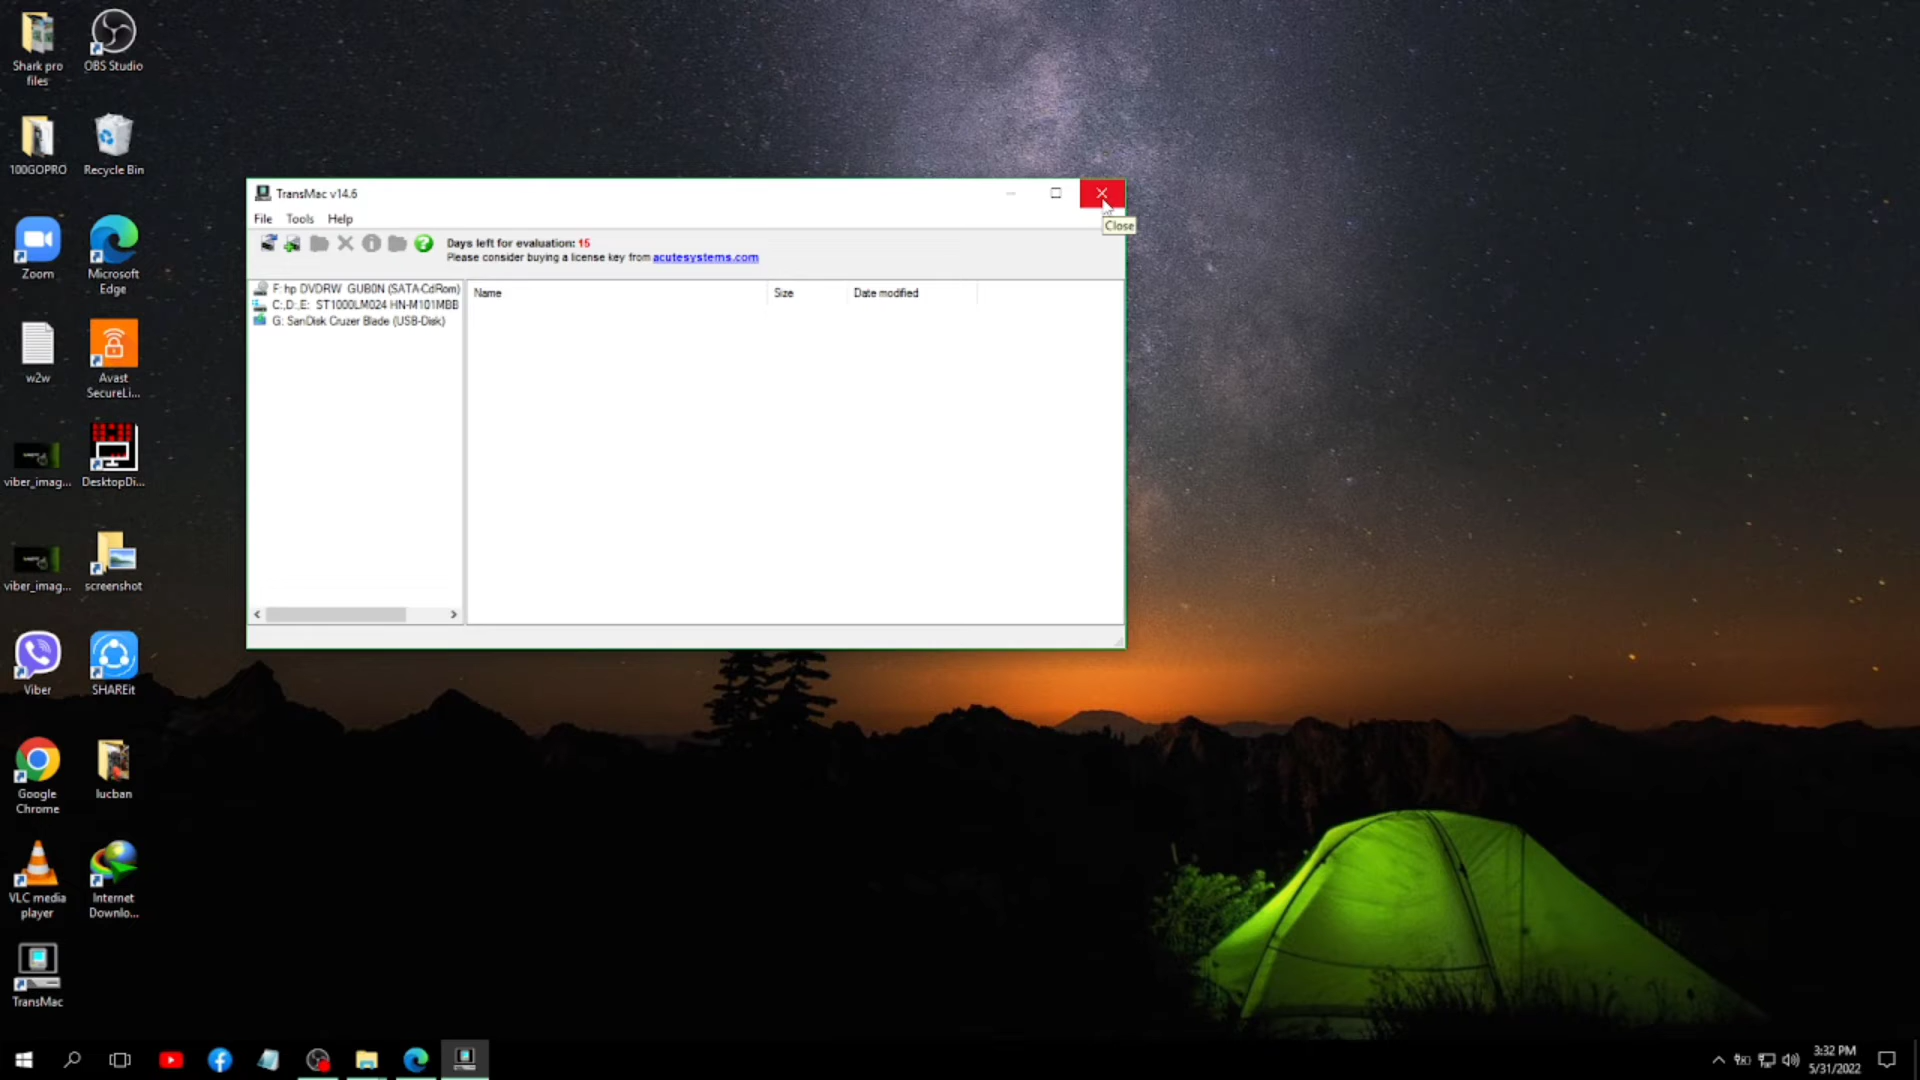 Shark pro
files
OBS Studio
100GOPRO
Recycle Bin
Zoom
Microsoft
Edge
w2w
Avast
SecureLi...
viber_imag...
DesktopDi...
viber_imag...
screenshot
Viber
SHAREit
Google
Chrome
lucban
VLC media
player
Internet
Downlo...
TransMac
TransMac v14.6
File Tools Help
Close
Days left for evaluation: 15
Please consider buying a license key from acutesystems.com
F: hp DVDRW GUB0N (SATA-CdRom)
C:,D:,E: ST1000LM024 HN-M101MBB
G: SanDisk Cruzer Blade (USB-Disk)
Name Size Date modified
3:32 PM
5/31/2022